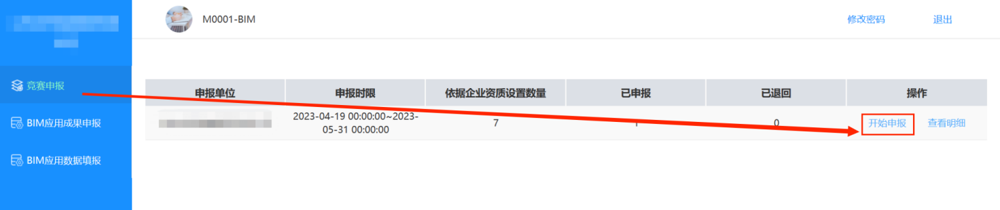 M0001-BIM
修改密码
退出
竞赛申报
BIM应用成果申报
BIM应用数据填报
申报单位
申报时限
依据企业资质设置数量
已申报
已退回
操作
2023-04-19 00:00:00~2023-
05-31 00:00:00
7
1
0
开始申报
查看明细